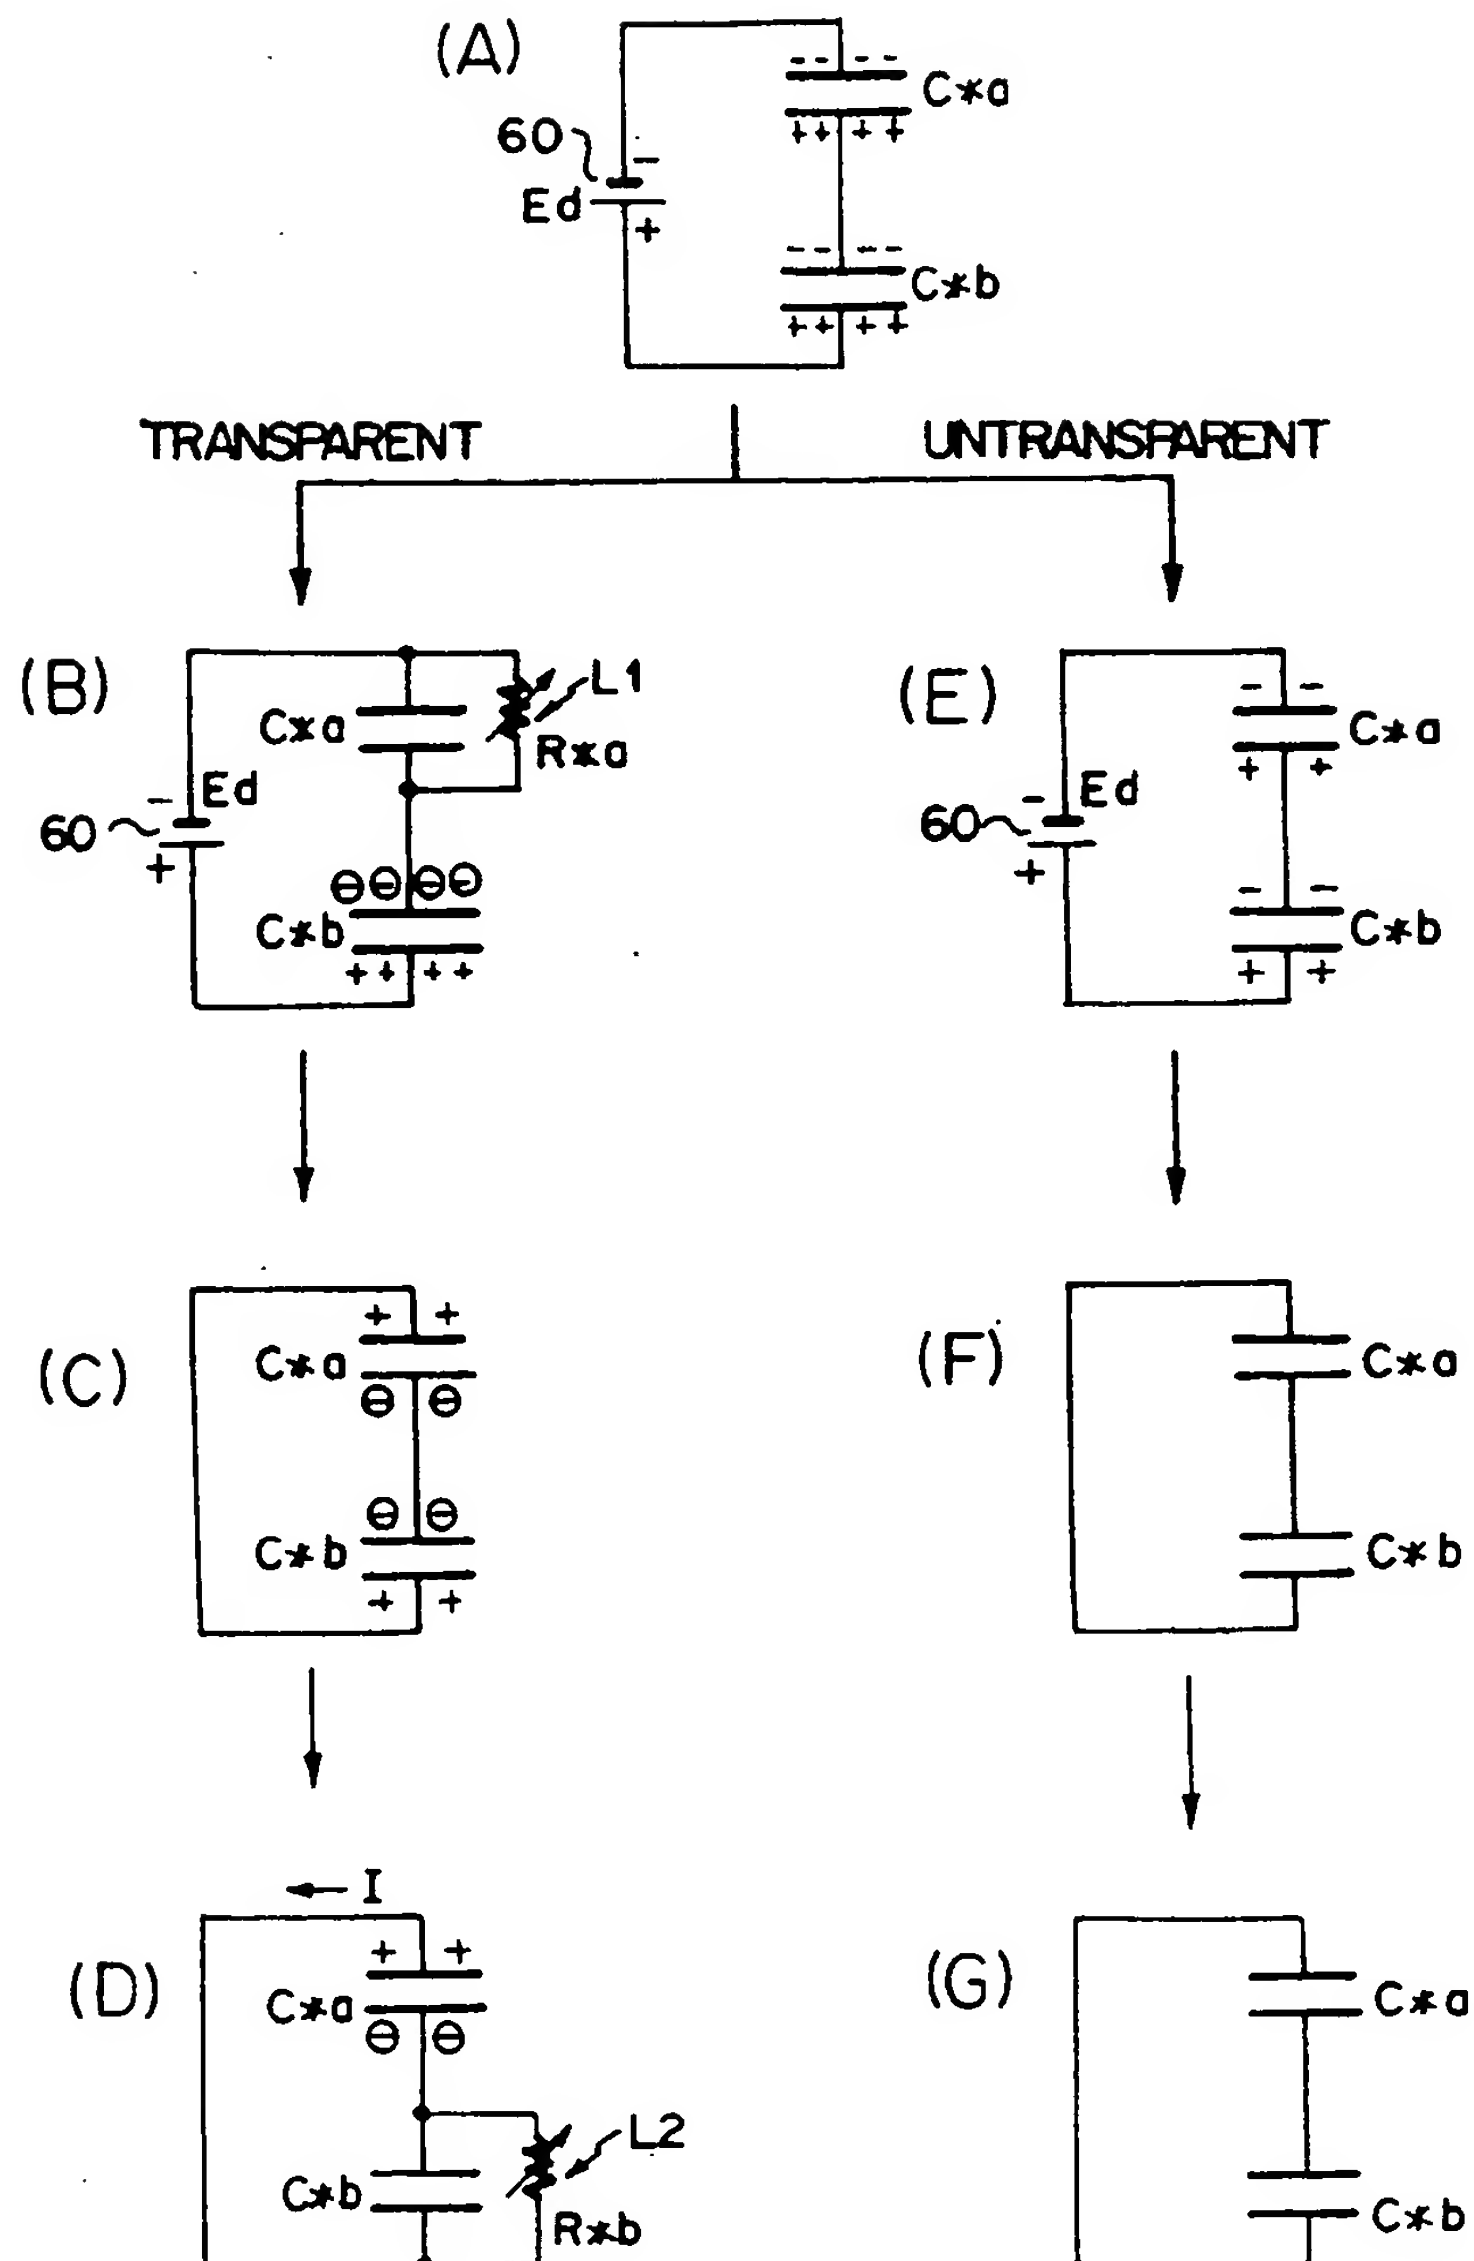 (A)
- - - -
C*a
+ + + +
60
-
Ed
+
- - - -
C*b
+ + + +
TRANSPARENT
UNTRANSPARENT
(B)
L1
C*a
R*a
- Ed
60
+
⊖ ⊖ ⊖ ⊖
C*b
+ + + +
(E)
- -
C*a
+ +
- Ed
60
+
- -
C*b
+ +
(C)
+ +
C*a
⊖ ⊖
⊖ ⊖
C*b
+ +
(F)
C*a
C*b
I
(D)
+ +
C*a
⊖ ⊖
L2
C*b
R*b
(G)
C*a
C*b